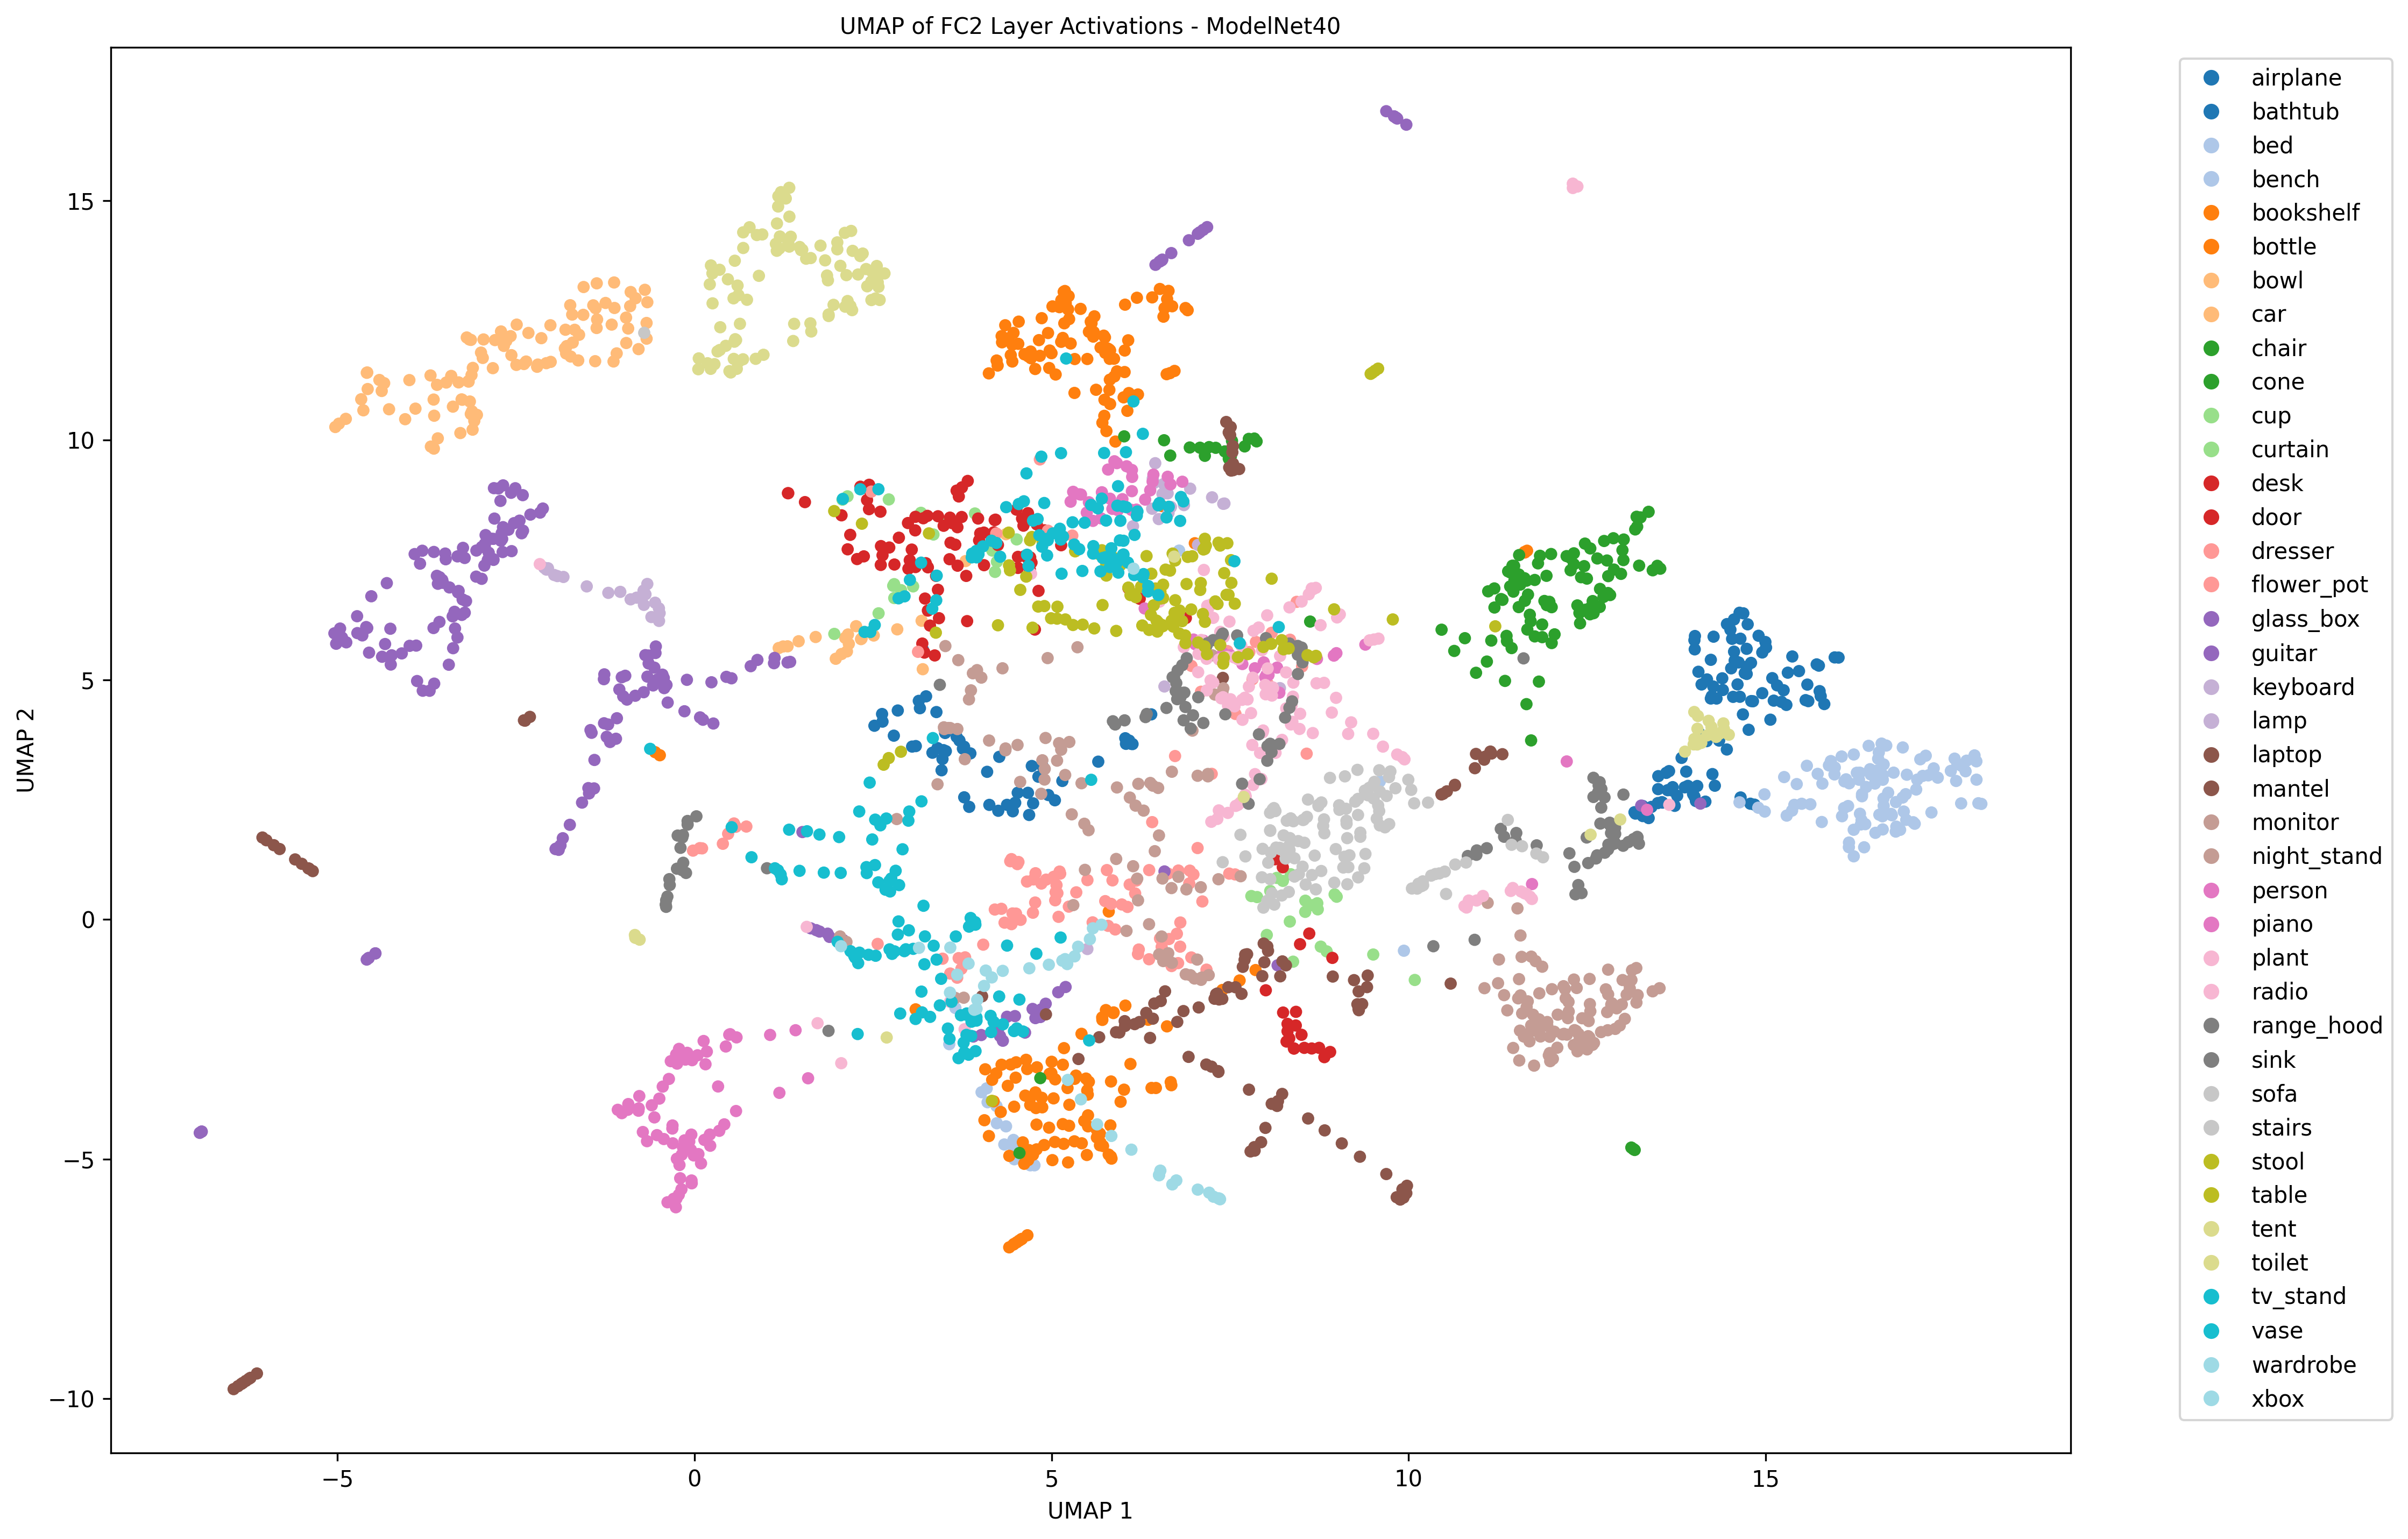 UMAP of FC2 Layer Activations - ModelNet40
15
10
5
0
−5
−10
UMAP 2
−5
0
5
10
15
UMAP 1
airplane
bathtub
bed
bench
bookshelf
bottle
bowl
car
chair
cone
cup
curtain
desk
door
dresser
flower_pot
glass_box
guitar
keyboard
lamp
laptop
mantel
monitor
night_stand
person
piano
plant
radio
range_hood
sink
sofa
stairs
stool
table
tent
toilet
tv_stand
vase
wardrobe
xbox